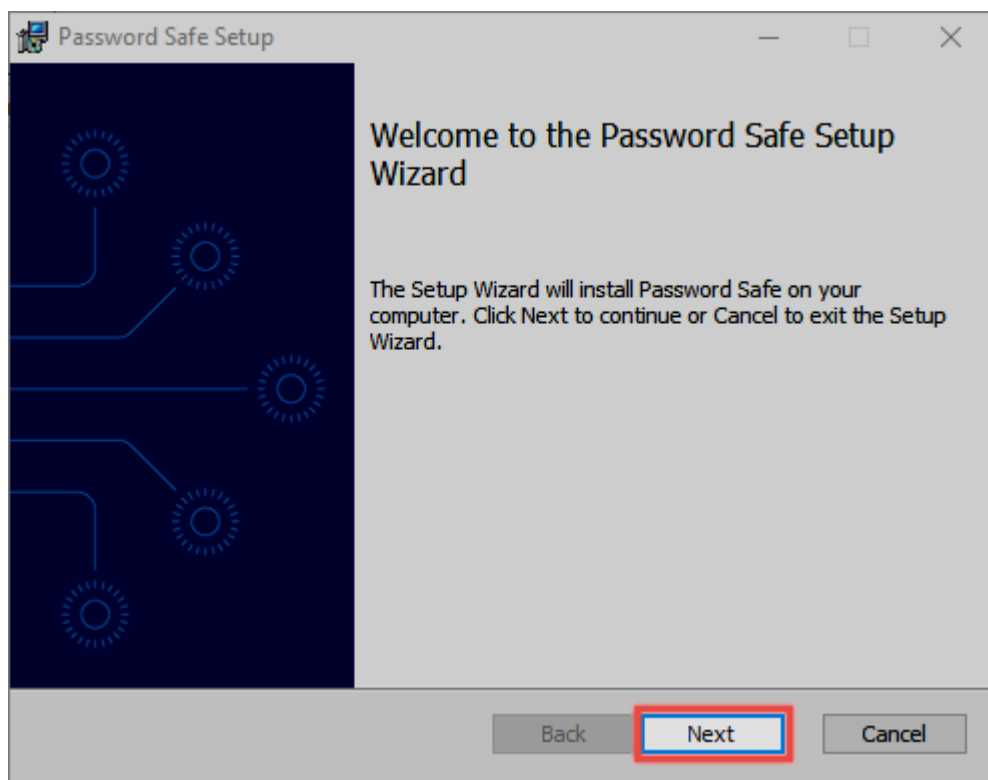 Password Safe Setup
Welcome to the Password Safe Setup
Wizard
The Setup Wizard will install Password Safe on your
computer. Click Next to continue or Cancel to exit the Setup
Wizard.
Back Next Cancel